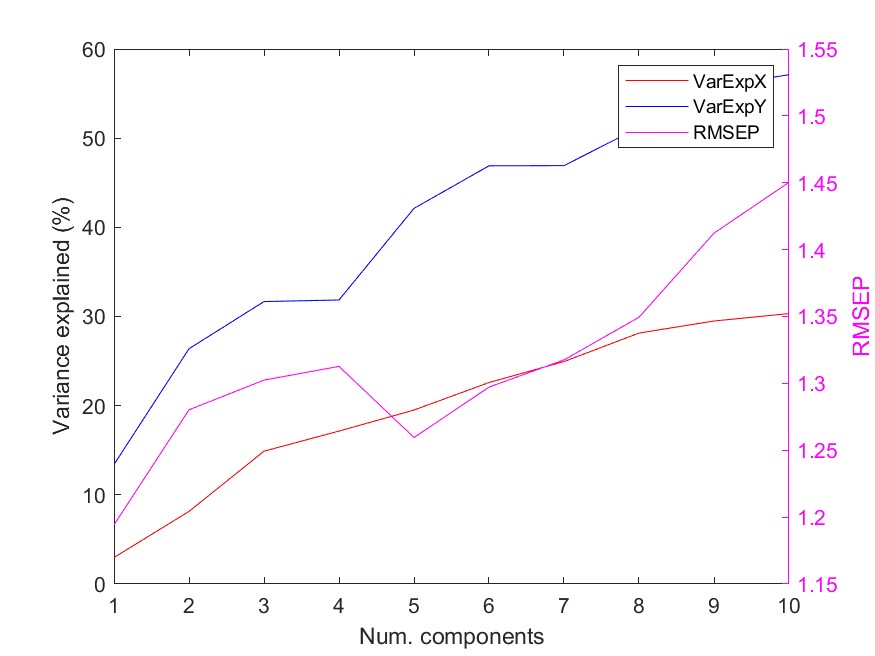 60
50
40
30
20
10
0
Variance explained (%)
1 2 3 4 5 6 7 8 9 10
Num. components
VarExpX
VarExpY
RMSEP
1.55
1.5
1.45
1.4
1.35
1.3
1.25
1.2
1.15
RMSEP